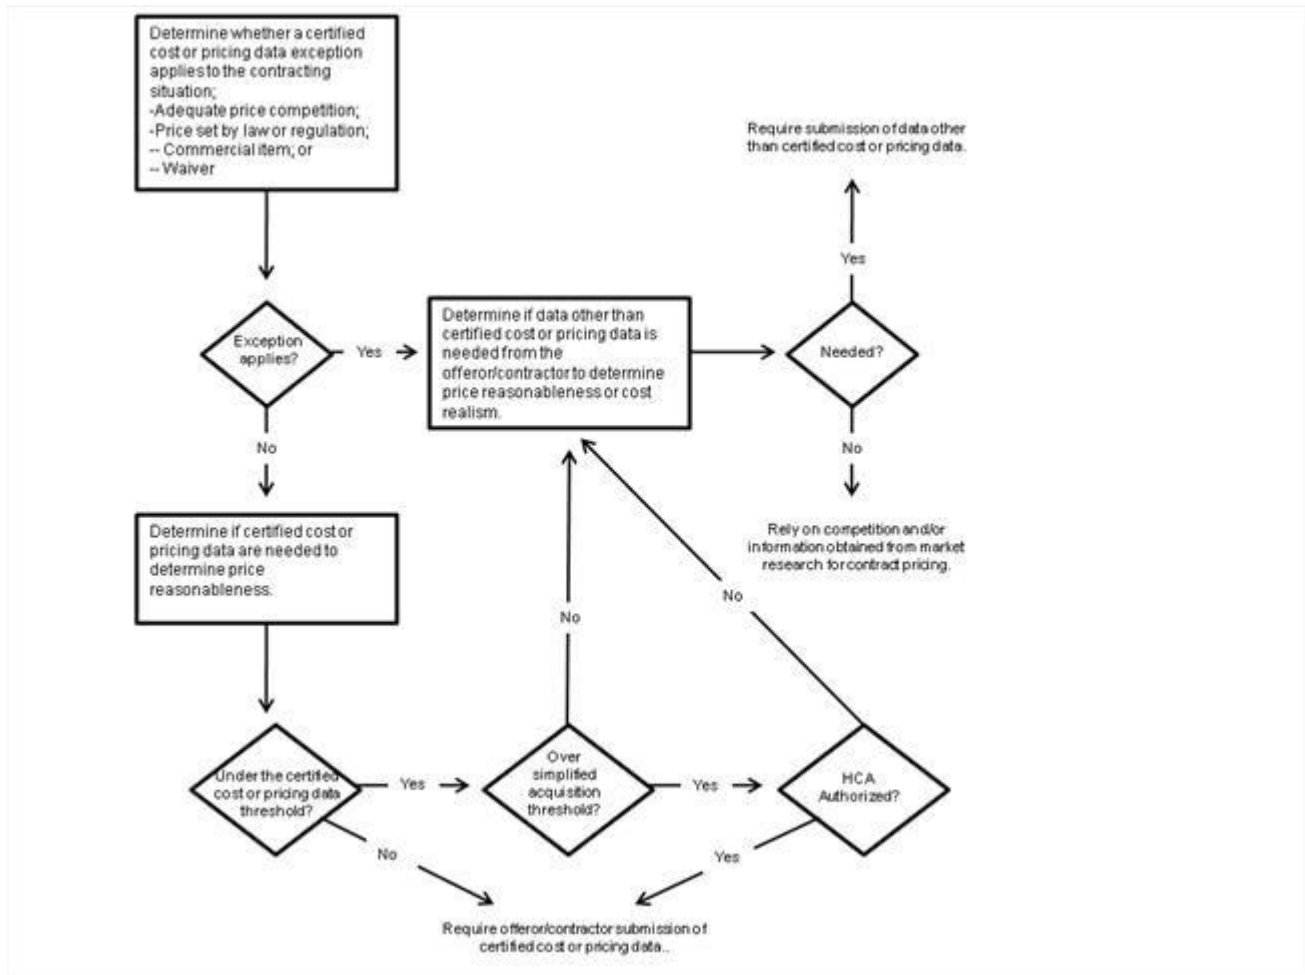 Determine whether a certified
cost or pricing data exception
applies to the contracting
situation;
-Adequate price competition;
-Price set by law or regulation;
-- Commercial item; or
-- Waiver
Require submission of data other
than certified cost or pricing data.
Yes
Exception
applies?
Yes
Determine if data other than
certified cost or pricing data is
needed from the
offeror/contractor to determine
price reasonableness or cost
realism.
Needed?
No
No
Determine if certified cost or
pricing data are needed to
determine price
reasonableness.
Rely on competition and/or
information obtained from market
research for contract pricing.
No
No
Under the certified
cost or pricing data
threshold?
Yes
Over
simplified
acquisition
threshold?
Yes
HCA
Authorized?
No
Yes
Require offeror/contractor submission of
certified cost or pricing data..